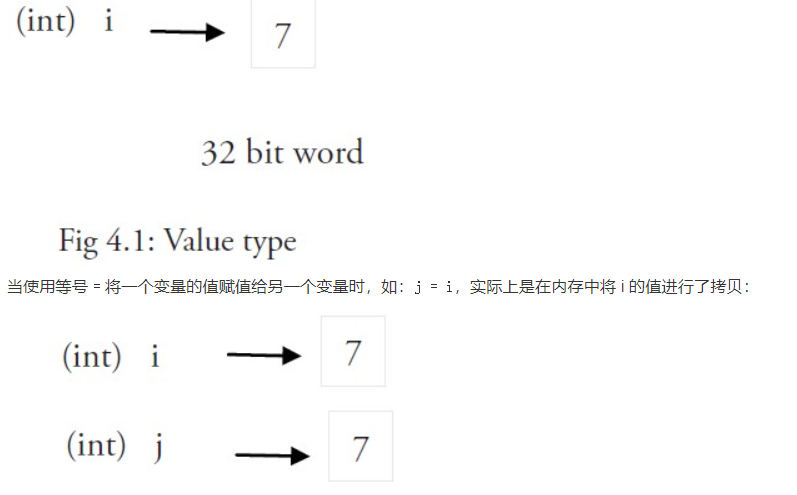 (int) i 7
32 bit word
Fig 4.1: Value type
当使用等号 = 将一个变量的值赋值给另一个变量时，如：j = i，实际上是在内存中将 i 的值进行了拷贝：
(int) i 7
(int) j 7